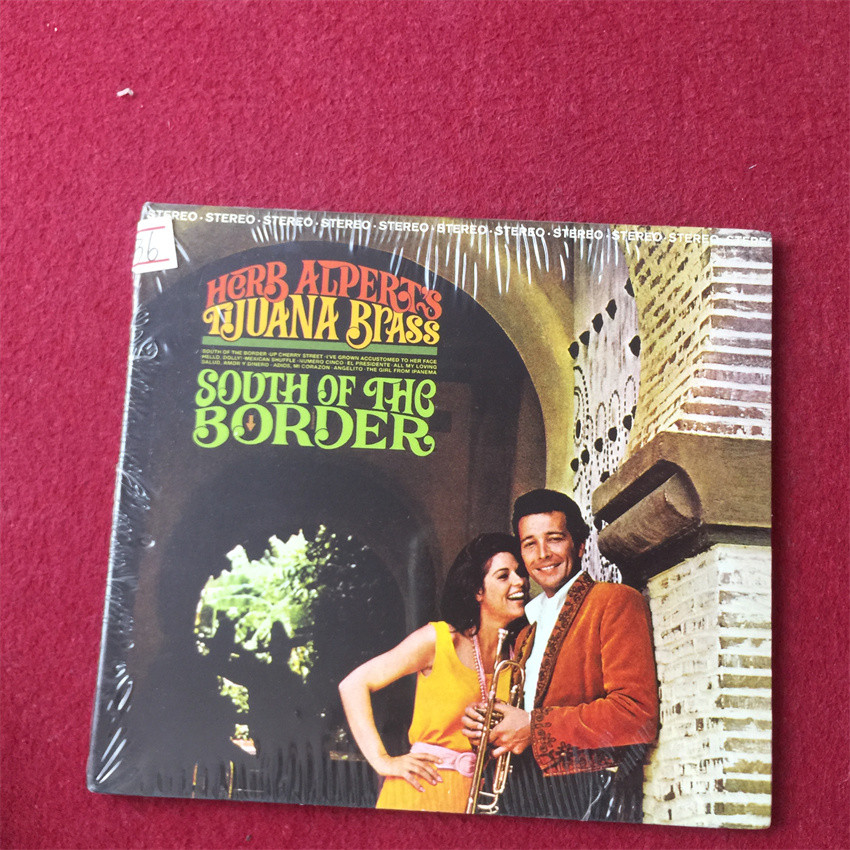 STEREO · STEREO · STEREO · STEREO · STEREO · STEREO · STEREO · STEREO · STEREO · STEREO · STEREO
36
HERB ALPERT'S
TIJUANA BRASS
SOUTH OF THE BORDER · UP CHERRY STREET · I'VE GROWN ACCUSTOMED TO HER FACE
HELLO, DOLLY! · MEXICAN SHUFFLE · NUMERO CINCO · EL PRESIDENTE · ALL MY LOVING
SALUD, AMOR Y DINERO · ADIOS, MI CORAZON · ANGELITO · THE GIRL FROM IPANEMA
SOUTH OF THE
BORDER